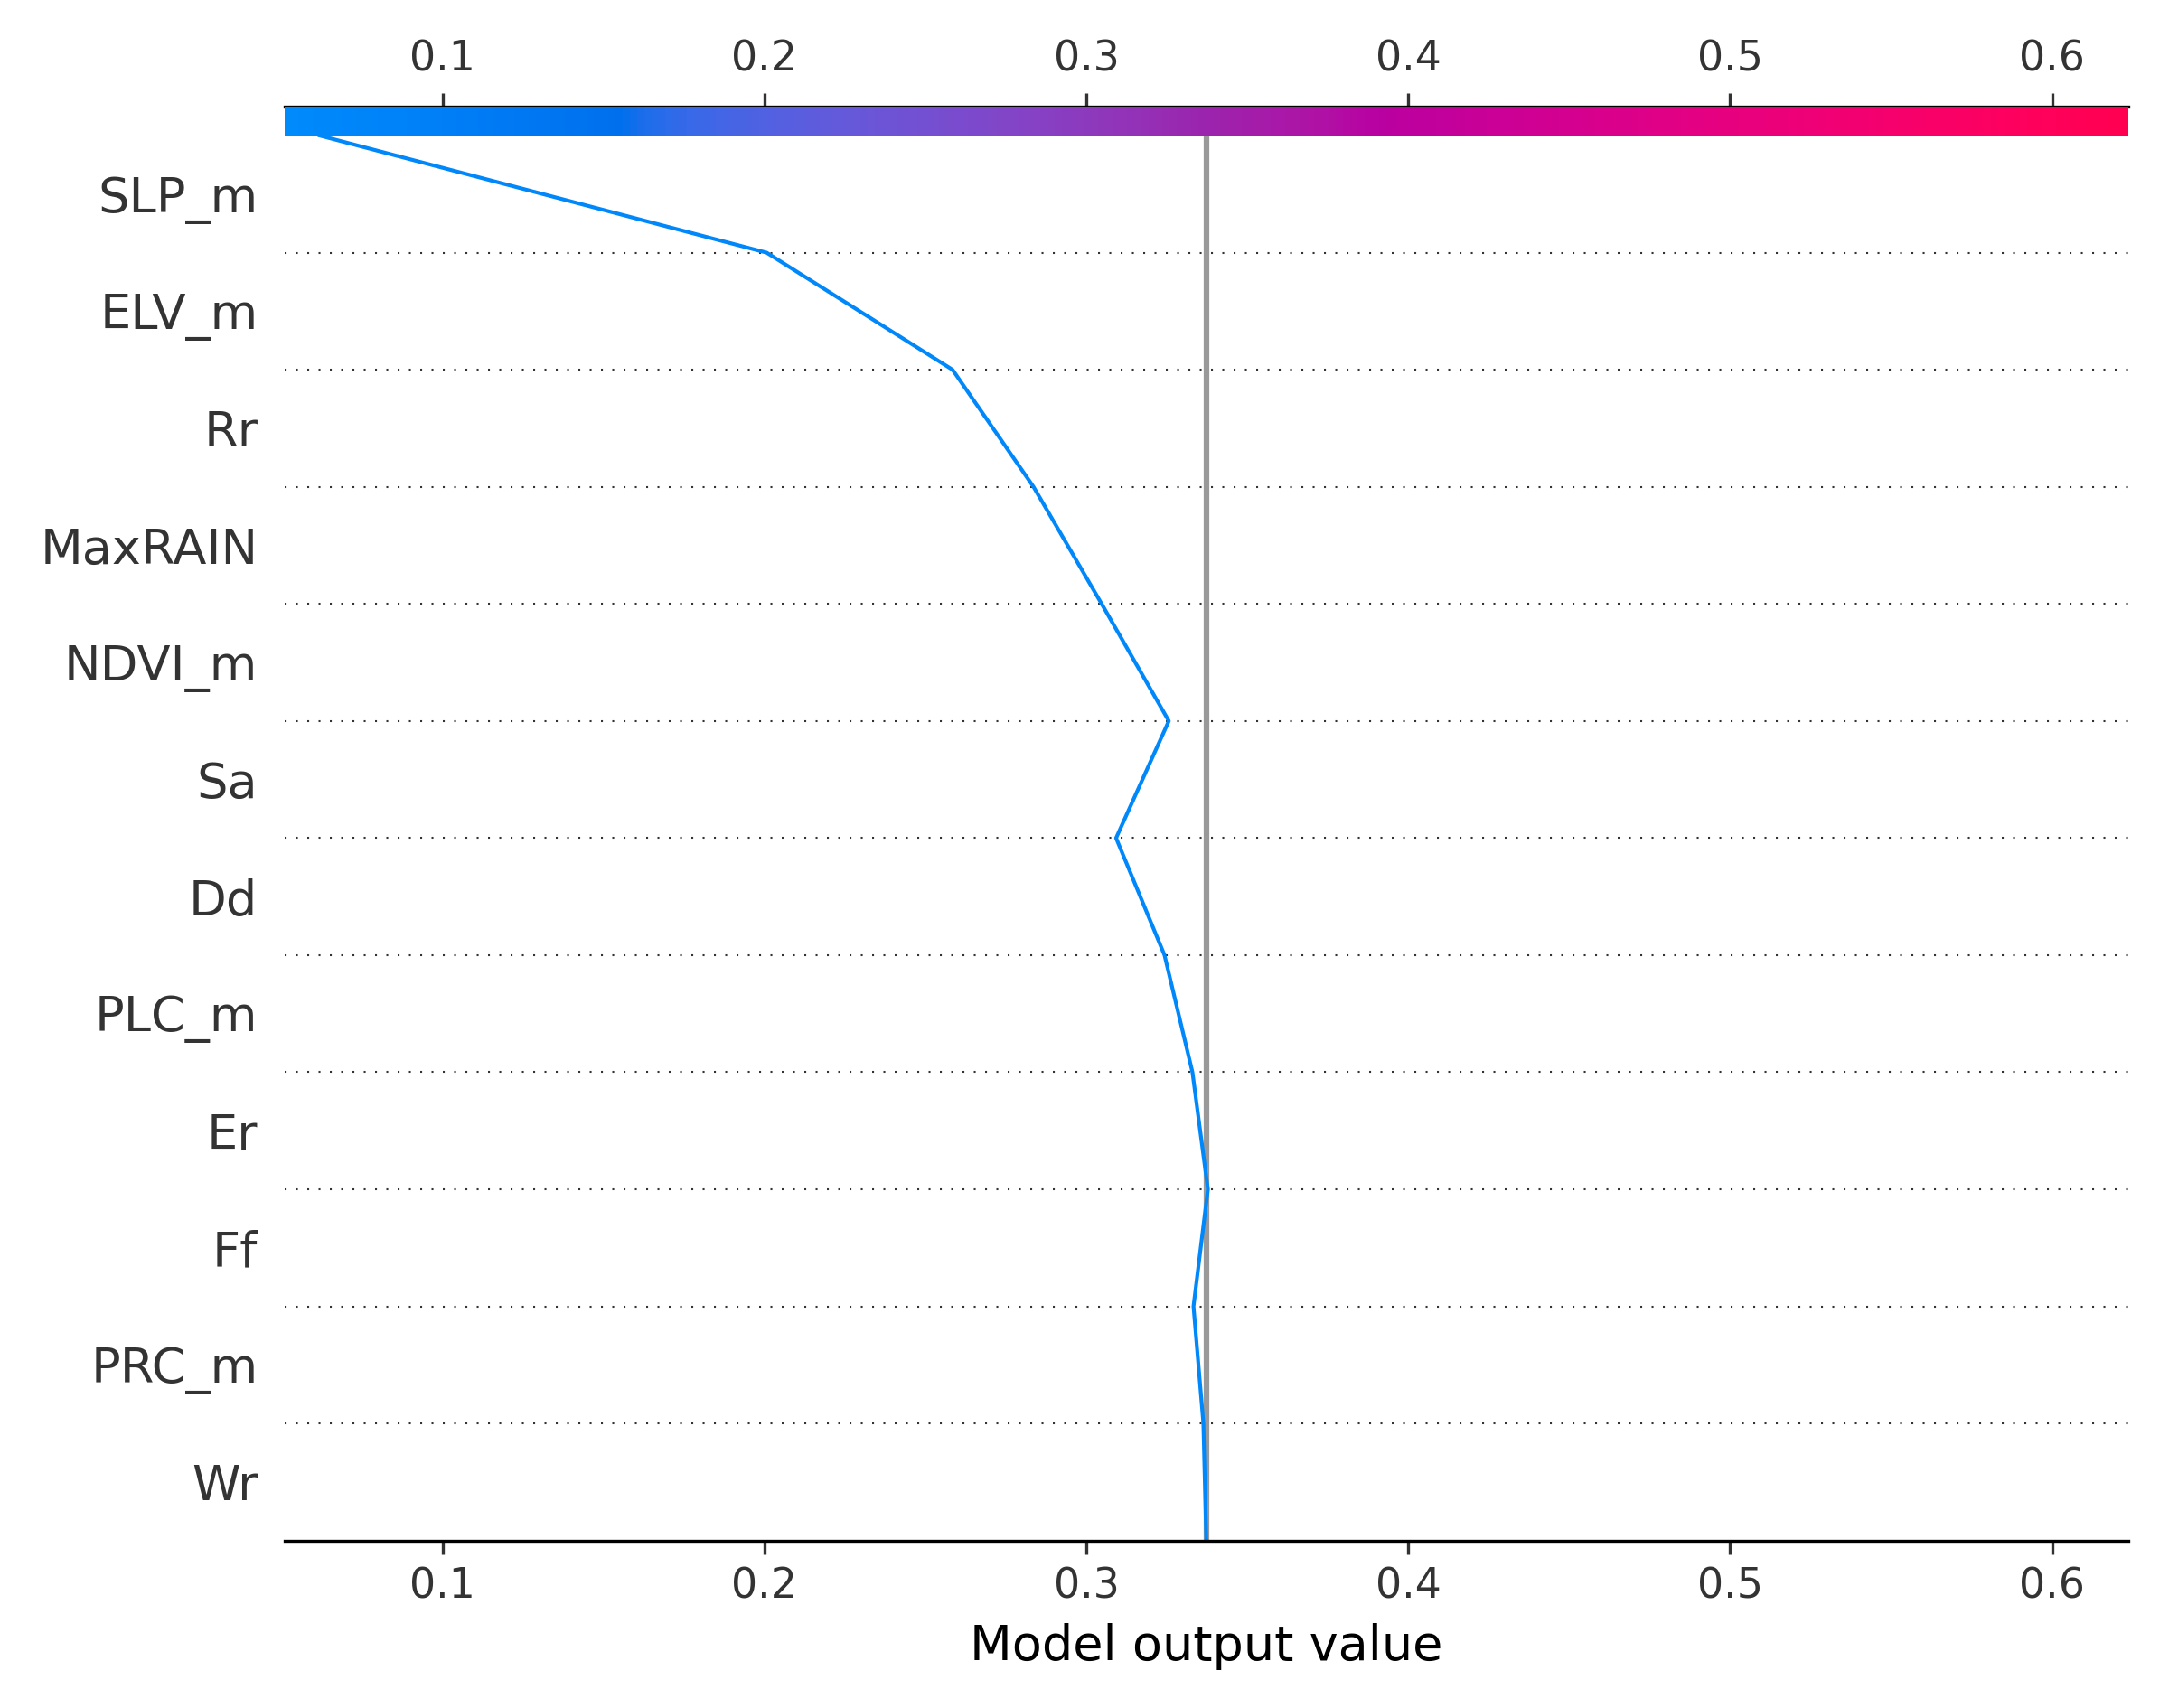 0.1 0.2 0.3 0.4 0.5 0.6
SLP_m
ELV_m
Rr
MaxRAIN
NDVI_m
Sa
Dd
PLC_m
Er
Ff
PRC_m
Wr
0.1 0.2 0.3 0.4 0.5 0.6
Model output value